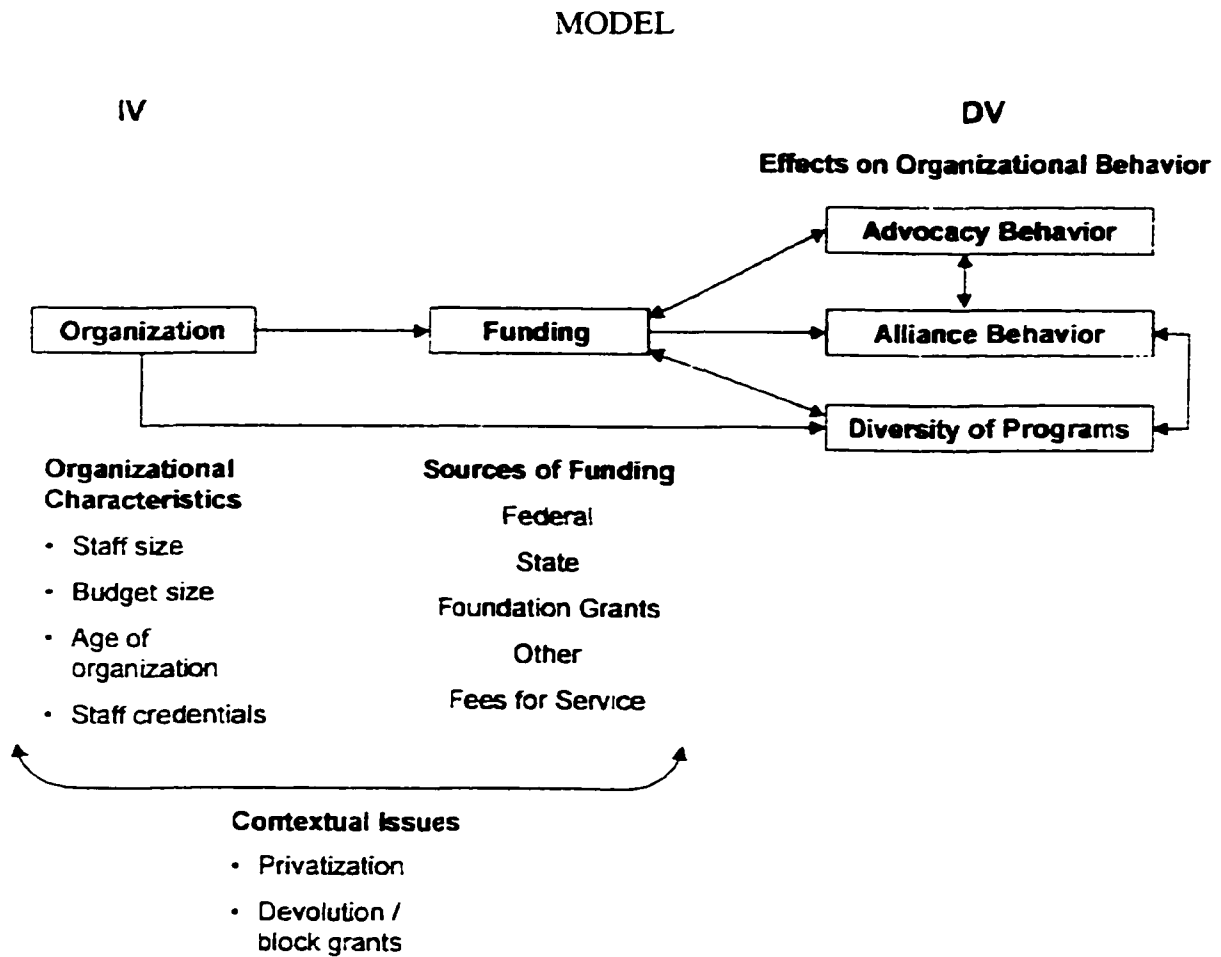 MODEL
IV
DV
Effects on Organizational Behavior
Advocacy Behavior
Organization
Funding
Alliance Behavior
Diversity of Programs
Organizational
Characteristics
• Staff size
• Budget size
• Age of
organization
• Staff credentials
Sources of Funding
Federal
State
Foundation Grants
Other
Fees for Service
Contextual Issues
• Privatization
• Devolution /
block grants